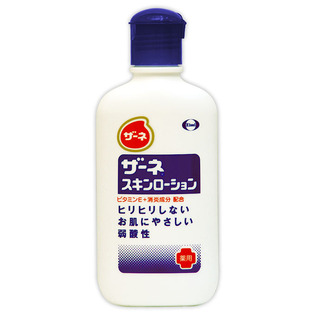 ザーネ
Eisai
ザーネ
スキンローション
ビタミンE+消炎成分 配合
ヒリヒリしない
お肌にやさしい
弱酸性
薬用